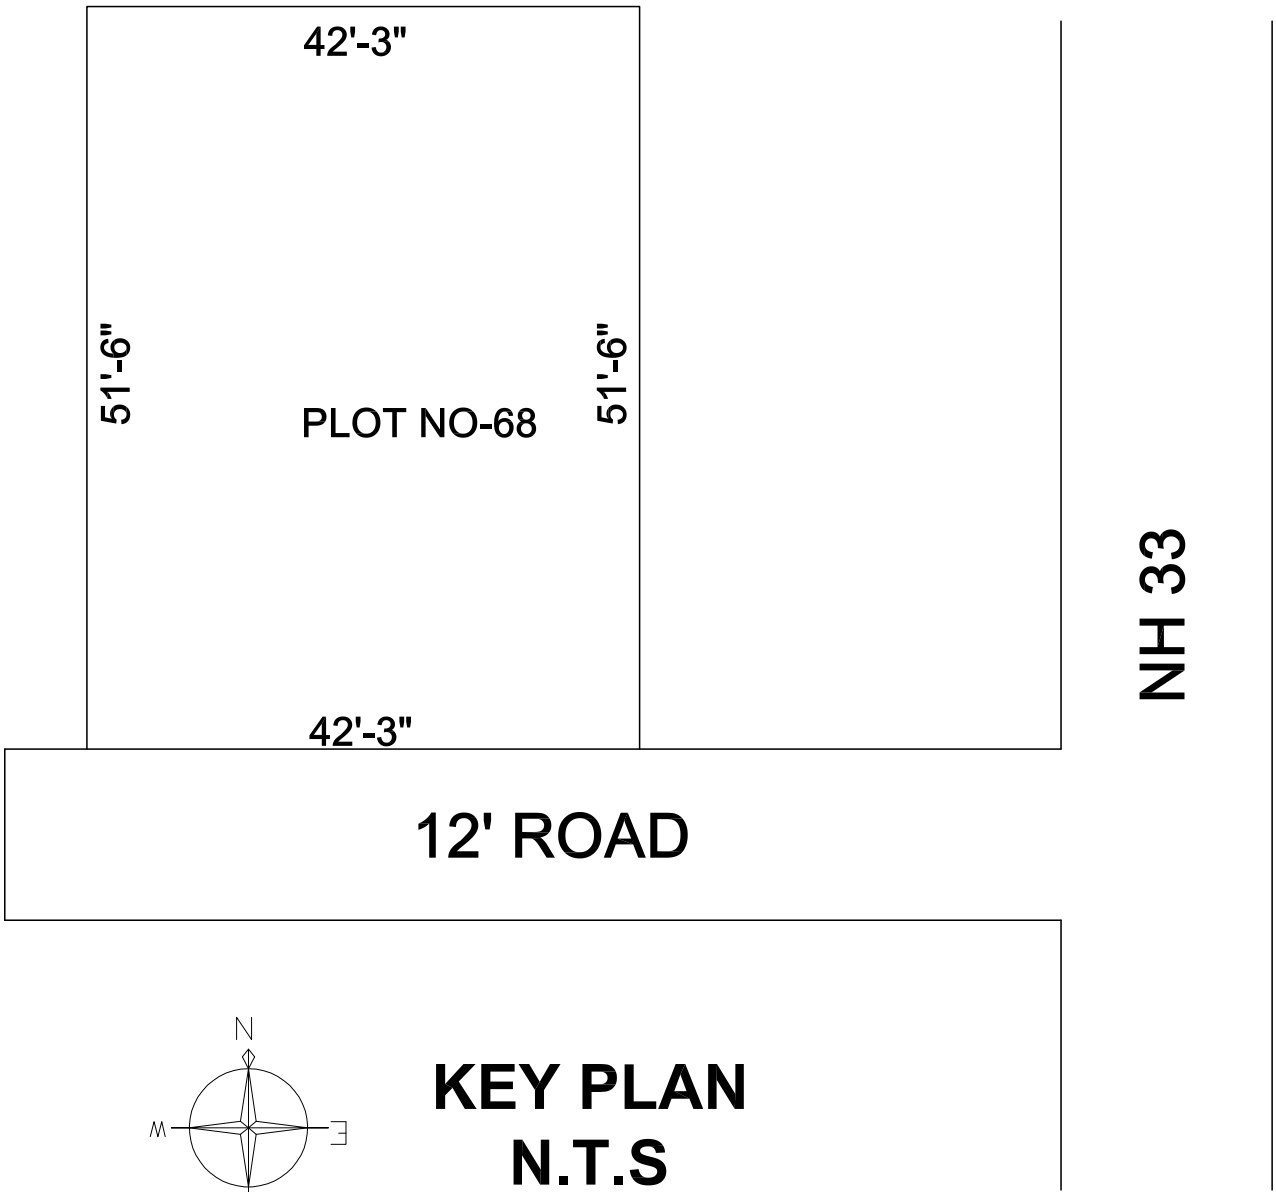 42'-3"
51'-6"
51'-6"
PLOT NO-68
NH 33
42'-3"
12' ROAD
N
W
E
KEY PLAN
N.T.S